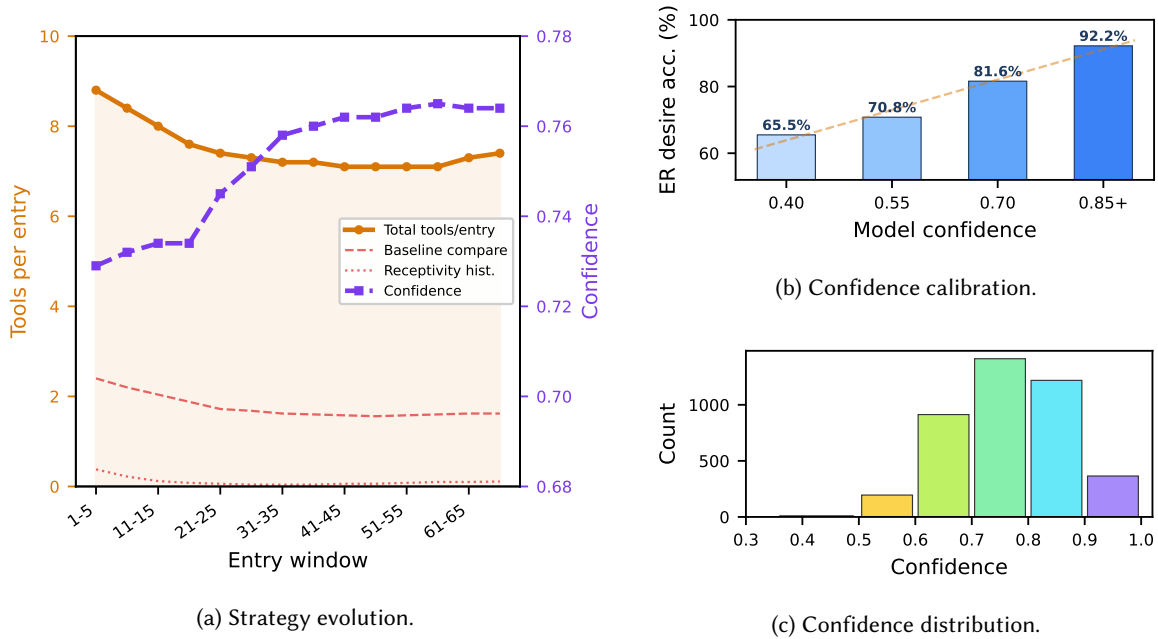 10
8
6
4
2
0
Tools per entry
0.78
0.76
0.74
0.72
0.70
0.68
Confidence
Total tools/entry
Baseline compare
Receptivity hist.
Confidence
1-5
11-15
21-25
31-35
41-45
51-55
61-65
Entry window
(a) Strategy evolution.
100
80
60
ER desire acc. (%)
65.5%
70.8%
81.6%
92.2%
0.40
0.55
0.70
0.85+
Model confidence
(b) Confidence calibration.
1000
500
0
Count
0.3
0.4
0.5
0.6
0.7
0.8
0.9
1.0
Confidence
(c) Confidence distribution.